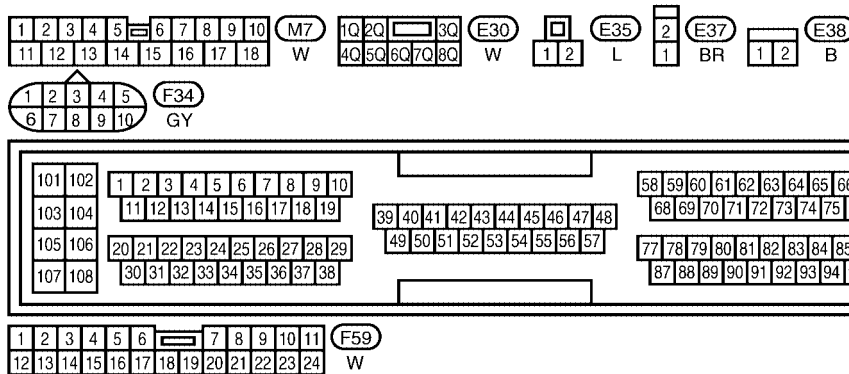 1 2 3 4 5 6 7 8 9 10 M7
11 12 13 14 15 16 17 18 W
1Q 2Q 3Q E30
4Q 5Q 6Q 7Q 8Q W
1 2 E35
L
2 E37
1 BR
1 2 E38
B
1 2 3 4 5 F34
6 7 8 9 10 GY
101 102
103 104
105 106
107 108
1 2 3 4 5 6 7 8 9 10
11 12 13 14 15 16 17 18 19
20 21 22 23 24 25 26 27 28 29
30 31 32 33 34 35 36 37 38
39 40 41 42 43 44 45 46 47 48
49 50 51 52 53 54 55 56 57
58 59 60 61 62 63 64 65 66
68 69 70 71 72 73 74 75
77 78 79 80 81 82 83 84 85
87 88 89 90 91 92 93 94
1 2 3 4 5 6 7 8 9 10 11 F59
12 13 14 15 16 17 18 19 20 21 22 23 24 W